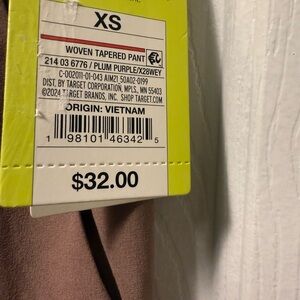 XS
WOVEN TAPERED PANT
214 03 6776 / PLUM PURPLE/X28WEY
C-002011-01-043 AIM21.50A02-0199
DIST. BY TARGET CORPORATION, MPLS., MN 55403
©2024 TARGET BRANDS, INC. SHOP TARGET.COM
ORIGIN: VIETNAM
1 98101 46342 5
$32.00